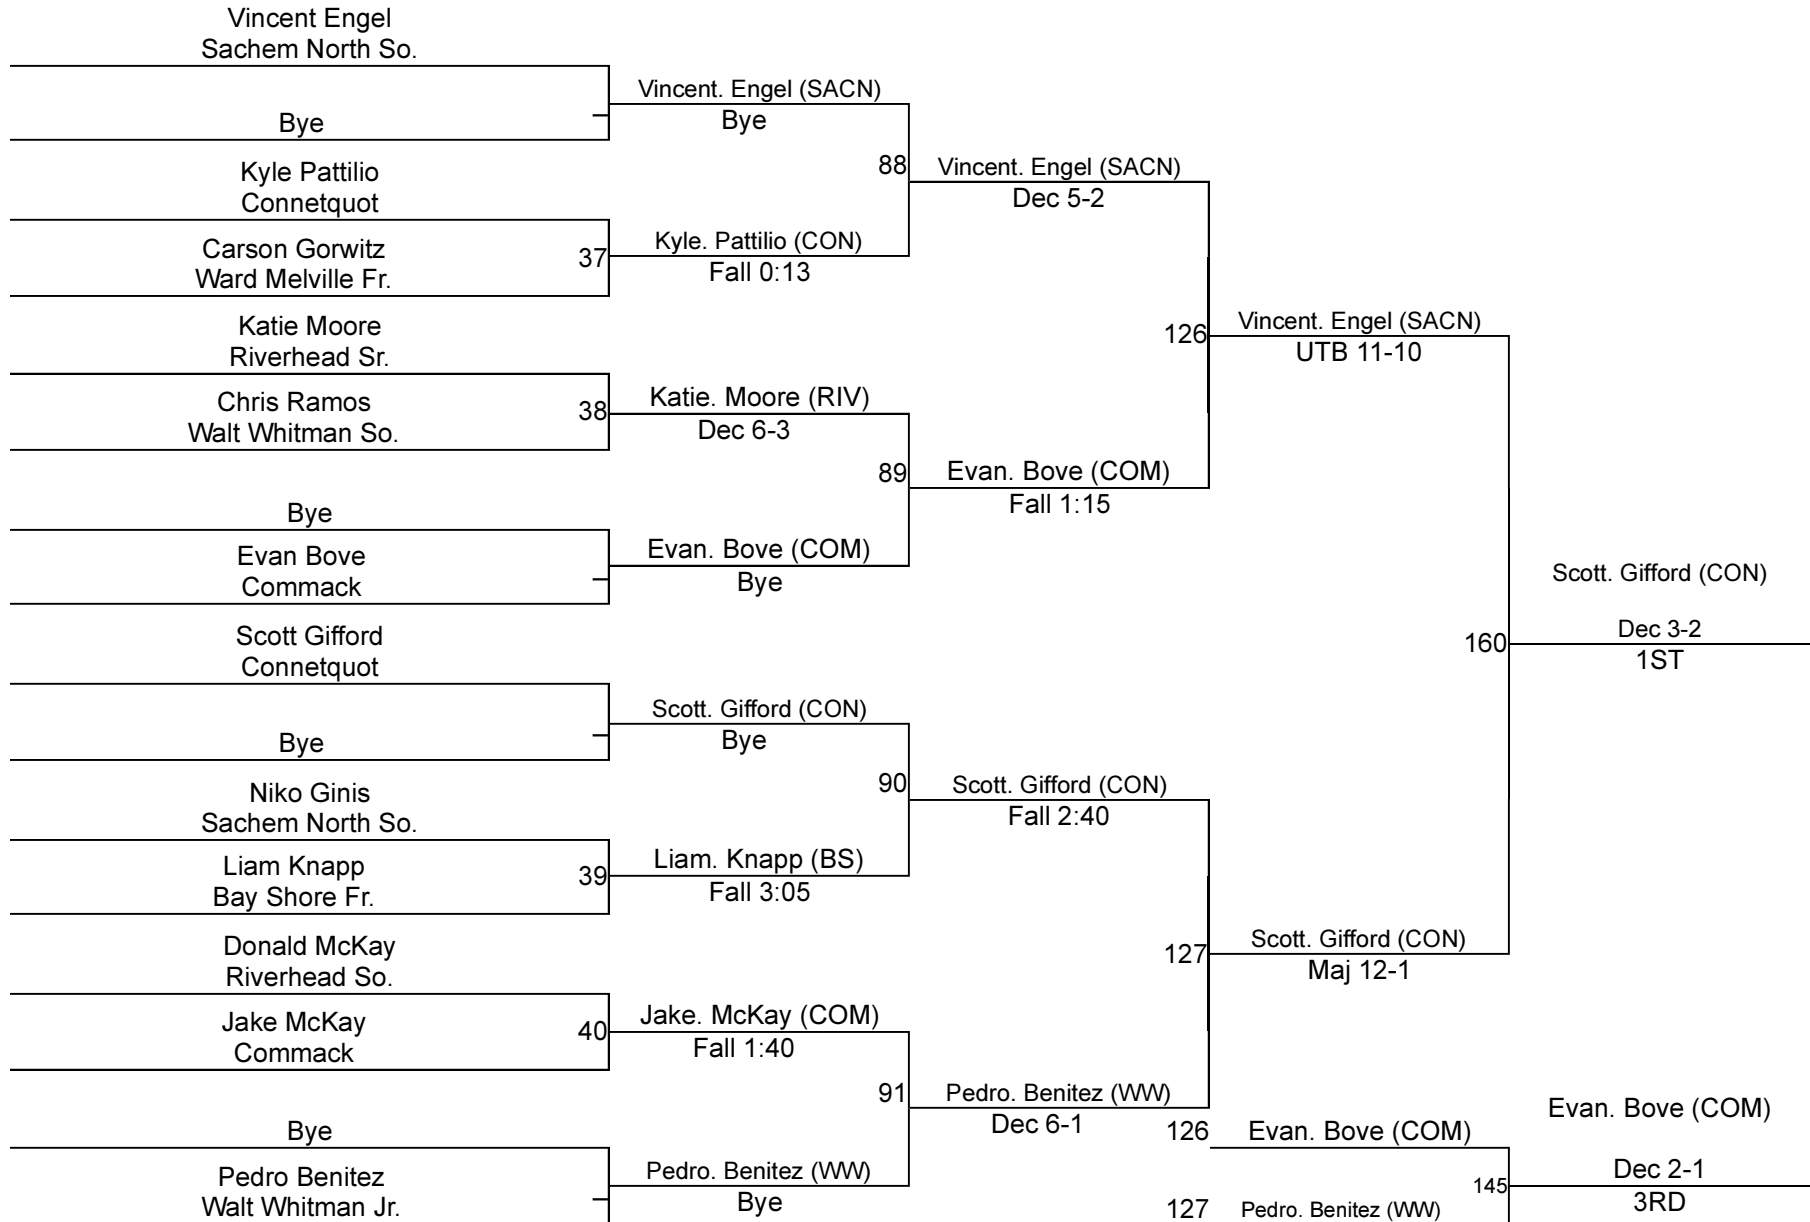 Vincent Engel
Sachem North So.
Bye
Kyle Pattilio
Connetquot
Carson Gorwitz
Ward Melville Fr.
37
Katie Moore
Riverhead Sr.
Chris Ramos
Walt Whitman So.
38
Bye
Evan Bove
Commack
Scott Gifford
Connetquot
Bye
Niko Ginis
Sachem North So.
Liam Knapp
Bay Shore Fr.
39
Donald McKay
Riverhead So.
Jake McKay
Commack
40
Bye
Pedro Benitez
Walt Whitman Jr.
Vincent. Engel (SACN)
Bye
88
Kyle. Pattilio (CON)
Fall 0:13
Katie. Moore (RIV)
Dec 6-3
89
Evan. Bove (COM)
Bye
Scott. Gifford (CON)
Bye
90
Liam. Knapp (BS)
Fall 3:05
Jake. McKay (COM)
Fall 1:40
91
Pedro. Benitez (WW)
Bye
Vincent. Engel (SACN)
Dec 5-2
126
Evan. Bove (COM)
Fall 1:15
Scott. Gifford (CON)
Fall 2:40
127
Pedro. Benitez (WW)
Dec 6-1
Vincent. Engel (SACN)
UTB 11-10
160
Scott. Gifford (CON)
Maj 12-1
Scott. Gifford (CON)
Dec 3-2
1ST
126 Evan. Bove (COM)
145
127 Pedro. Benitez (WW)
Evan. Bove (COM)
Dec 2-1
3RD